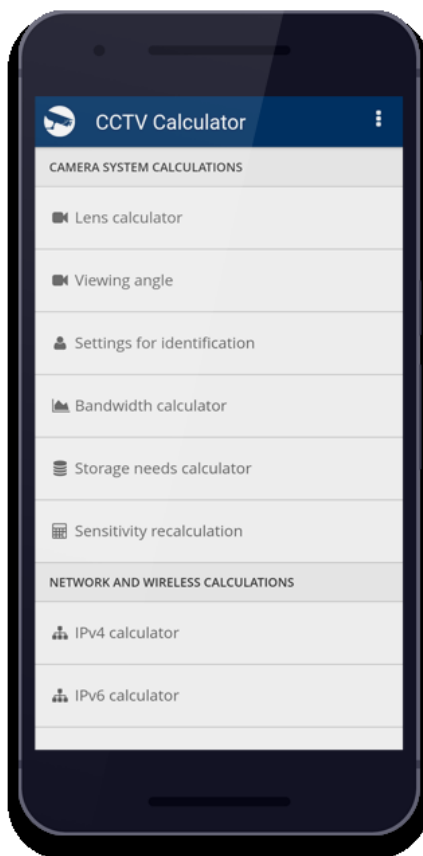 CCTV Calculator
CAMERA SYSTEM CALCULATIONS
Lens calculator
Viewing angle
Settings for identification
Bandwidth calculator
Storage needs calculator
Sensitivity recalculation
NETWORK AND WIRELESS CALCULATIONS
IPv4 calculator
IPv6 calculator